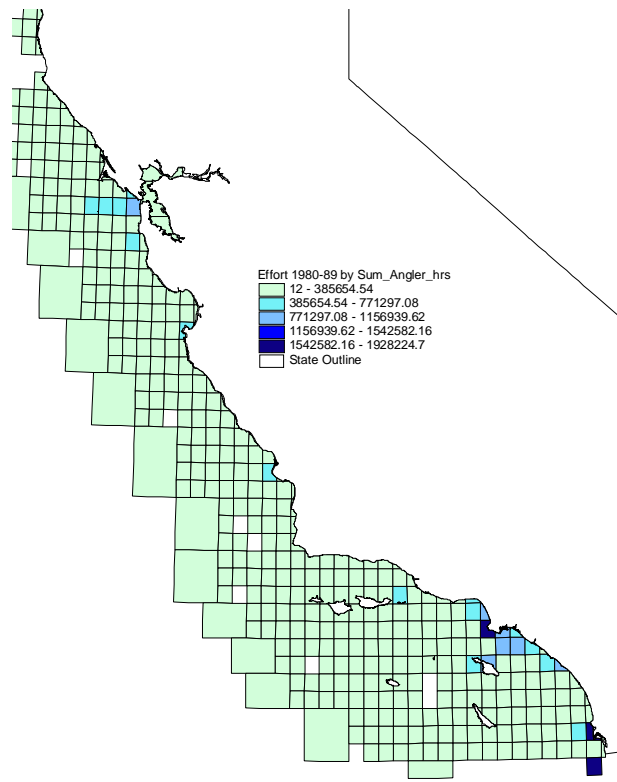 Effort 1980-89 by Sum_Angler_hrs
12 - 385654.54
385654.54 - 771297.08
771297.08 - 1156939.62
1156939.62 - 1542582.16
1542582.16 - 1928224.7
State Outline